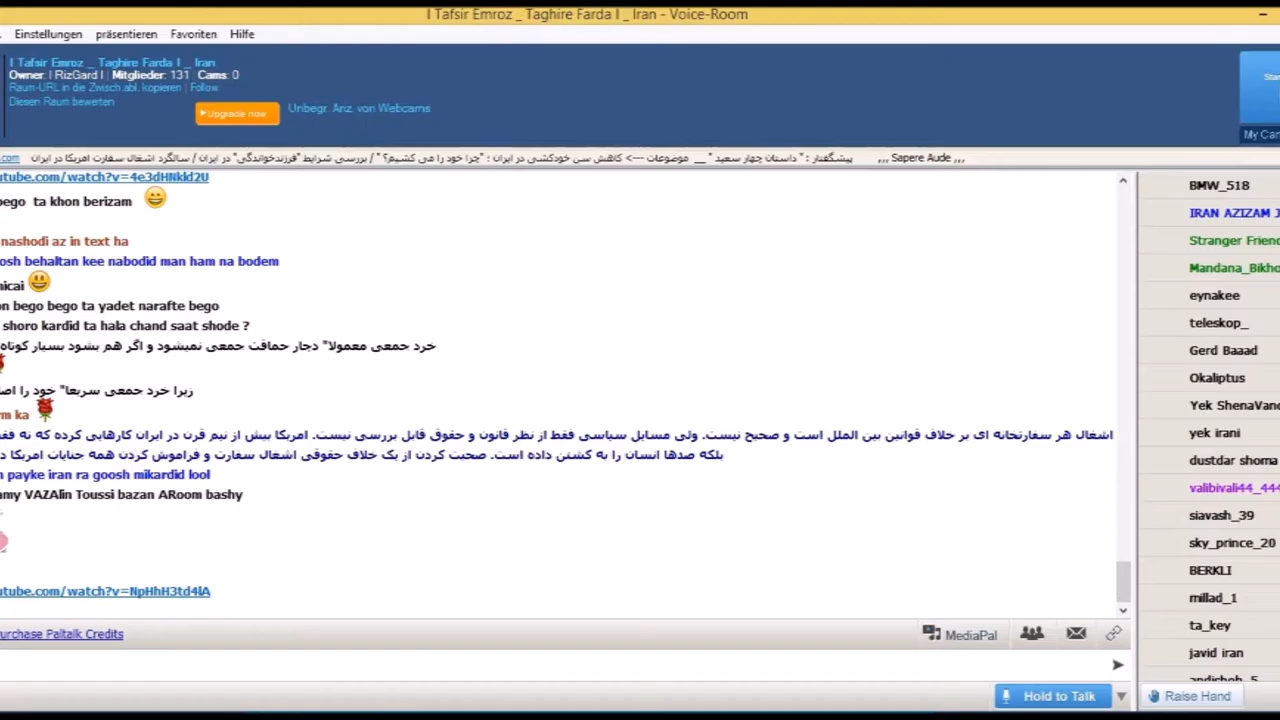 I Tafsir Emroz _ Taghire Farda I _ Iran - Voice-Room
Einstellungen präsentieren Favoriten Hilfe
I Tafsir Emroz _ Taghire Farda I _ Iran
Owner: I RizGard I Mitglieder: 131 Cams: 0
Raum-URL in die Zwisch.abl. kopieren Follow
Diesen Raum bewerten
Upgrade now
Unbegr. Anz. von Webcams
My Cam
.com پیشگفتار : " داستان چهار سعید " __ موضوعات ---> کاهش سن خودکشی در ایران ؛ "چرا خود را می کشیم؟ " / بررسی شرایط "فرزندخواندگی" در ایران / سالگرد اشغال سفارت امریکا در ایران ,,, Sapere Aude ,,,
utube.com/watch?v=4e3dHNkld2U
bego ta khon berizam
nashodi az in text ha
osh behaltan kee nabodid man ham na bodem
nicai
on bego bego ta yadet narafte bego
shoro kardid ta hala chand saat shode ?
خرد جمعی معمولا" دچار حماقت جمعی نمیشود و اگر هم بشود بسیار کوتاه
زیرا خرد جمعی سریعا" خود را
ym ka
اشغال هر سفارتخانه ای بر خلاف قوانین بین الملل است و صحیح نیست. ولی مسایل سیاسی فقط از نظر قانون و حقوق قابل بررسی نیست. امریکا بیش از نیم قرن در ایران کارهایی کرده که نه
بلکه صدها انسان را به کشتن داده است. صحبت کردن از یک خلاف حقوقی اشغال سفارت و فراموش کردن همه جنایات امریکا
payke iran ra goosh mikardid lool
amy VAZAlin Toussi bazan ARoom bashy
utube.com/watch?v=NpHhH3td4lA
urchase Paltalk Credits
MediaPal
Hold to Talk
BMW_518
IRAN AZIZAM J
Stranger Frien
Mandana_Bikho
eynakee
teleskop_
Gerd Baaad
Okaliptus
Yek ShenaVan
yek irani
dustdar shoma
valibivali44_444
siavash_39
sky_prince_20
BERKLI
millad_1
ta_key
javid iran
andisheh_5
Raise Hand